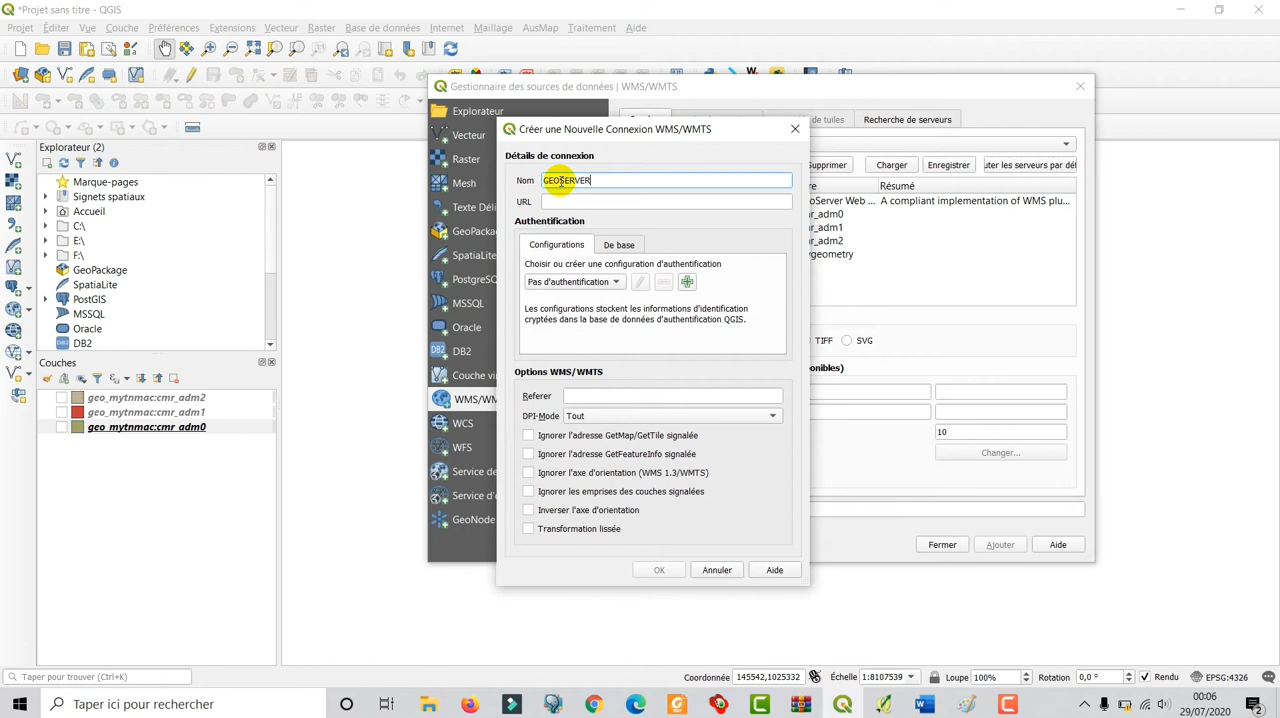 *Projet sans titre - QGIS
Projet Éditer Vue Couche Préférences Extensions Vecteur Raster Base de données Internet Maillage AusMap Traitement Aide
Gestionnaire des sources de données | WMS/WMTS
Explorateur
Vecteur
Raster
Mesh
Texte Déli
GeoPacka
SpatiaLite
PostgreSQ
MSSQL
Oracle
DB2
Couche vi
WMS/WM
WCS
WFS
Service de
Service d'
GeoNode
de tuiles Recherche de serveurs
Supprimer Charger Enregistrer uter les serveurs par déf
Résumé
oServer Web ... A compliant implementation of WMS plu...
_adm0
_adm1
_adm2
ygeometry
TIFF SVG
10
Changer...
Fermer Ajouter Aide
Créer une Nouvelle Connexion WMS/WMTS
Détails de connexion
Nom GEOSERVER
URL
Authentification
Configurations De base
Choisir ou créer une configuration d'authentification
Pas d'authentification
Les configurations stockent les informations d'identification
cryptées dans la base de données d'authentification QGIS.
Options WMS/WMTS
Referer
DPI-Mode Tout
Ignorer l'adresse GetMap/GetTile signalée
Ignorer l'adresse GetFeatureInfo signalée
Ignorer l'axe d'orientation (WMS 1.3/WMTS)
Ignorer les emprises des couches signalées
Inverser l'axe d'orientation
Transformation lissée
OK Annuler Aide
Explorateur (2)
Marque-pages
Signets spatiaux
Accueil
C:\
E:\
F:\
GeoPackage
SpatiaLite
PostGIS
MSSQL
Oracle
DB2
Couches
geo_mytnmac:cmr_adm2
geo_mytnmac:cmr_adm1
geo_mytnmac:cmr_adm0
Taper pour trouver (Ctrl+K)
Coordonnée 145542,1025332 Échelle 1:8107539 Loupe 100% Rotation 0,0 ° Rendu EPSG:4326
Taper ici pour rechercher
00:06
29/07/2020
2